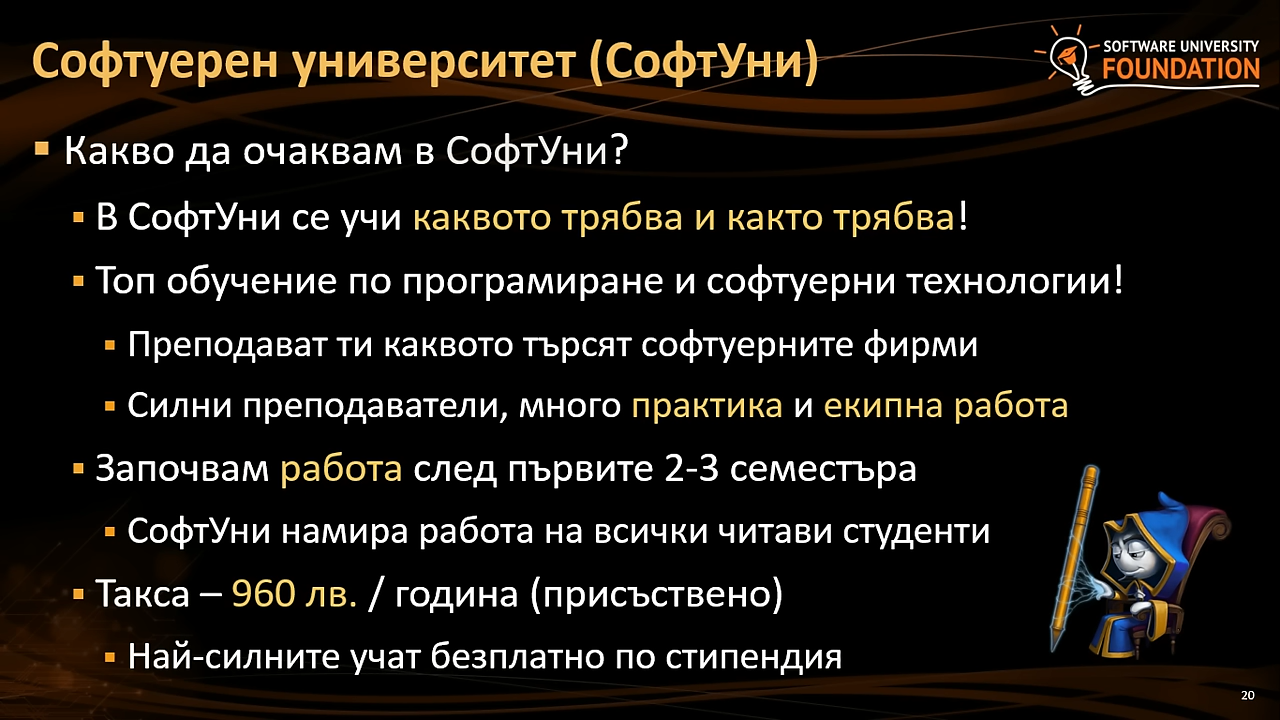 Софтуерен университет (СофтУни)
SOFTWARE UNIVERSITY
FOUNDATION
Какво да очаквам в СофтУни?
В СофтУни се учи каквото трябва и както трябва!
Топ обучение по програмиране и софтуерни технологии!
Преподават ти каквото търсят софтуерните фирми
Силни преподаватели, много практика и екипна работа
Започвам работа след първите 2-3 семестъра
СофтУни намира работа на всички читави студенти
Такса – 960 лв. / година (присъствено)
Най-силните учат безплатно по стипендия
20